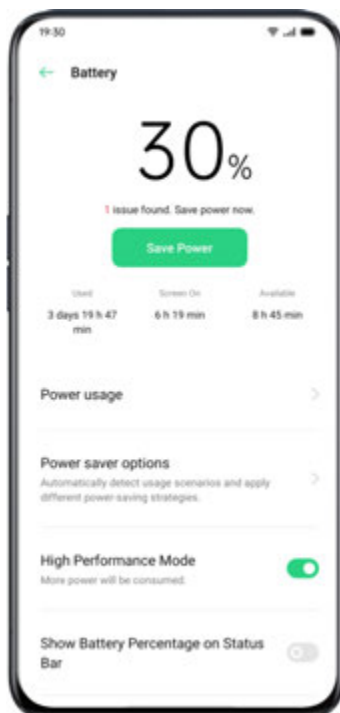 19:30
Battery
30%
1 issue found. Save power now.
Save Power
Used
Screen On
Available
3 days 19 h 47
min
6 h 19 min
8 h 45 min
Power usage
Power saver options
Automatically detect usage scenarios and apply
different power-saving strategies.
High Performance Mode
More power will be consumed.
Show Battery Percentage on Status
Bar